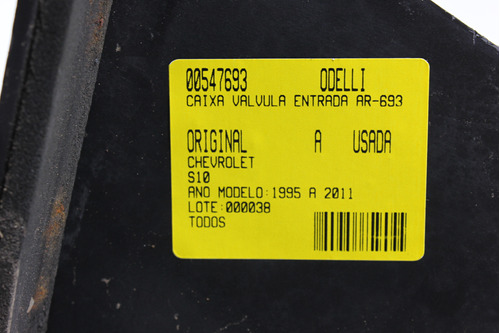 00547693 ODELLI
CAIXA VALVULA ENTRADA AR-693
ORIGINAL A USADA
CHEVROLET
S10
ANO MODELO:1995 A 2011
LOTE:000038
TODOS